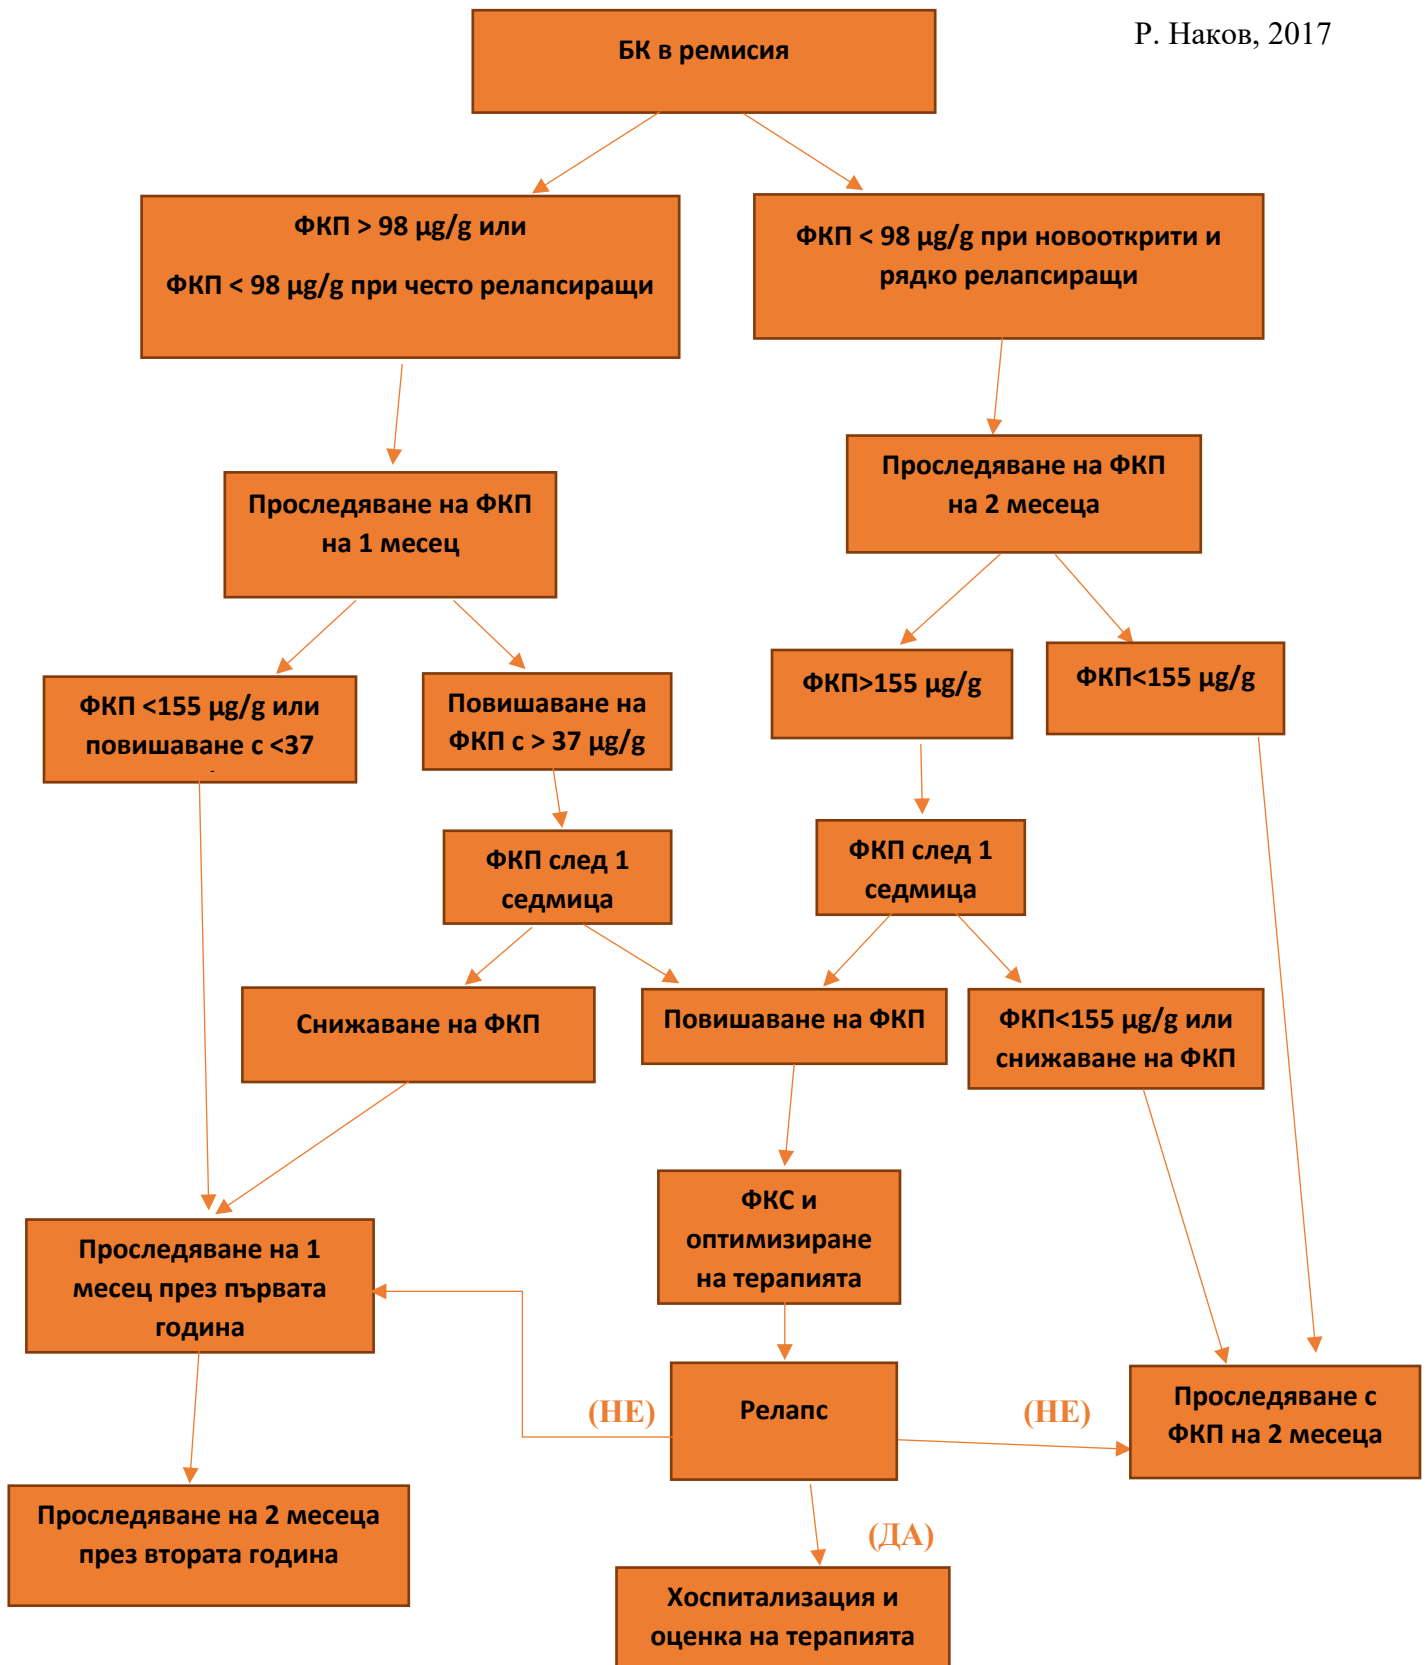 Р. Наков, 2017
БК в ремисия
ФКП > 98 µg/g или
ФКП < 98 µg/g при често релапсиращи
ФКП < 98 µg/g при новооткрити и
рядко релапсиращи
Проследяване на ФКП
на 1 месец
Проследяване на ФКП
на 2 месеца
ФКП <155 µg/g или
повишаване с <37
Повишаване на
ФКП с > 37 µg/g
ФКП>155 µg/g
ФКП<155 µg/g
ФКП след 1
седмица
ФКП след 1
седмица
Снижаване на ФКП
Повишаване на ФКП
ФКП<155 µg/g или
снижаване на ФКП
ФКС и
оптимизиране
на терапията
Проследяване на 1
месец през първата
година
(НЕ)
Релапс
(НЕ)
Проследяване с
ФКП на 2 месеца
Проследяване на 2 месеца
през втората година
(ДА)
Хоспитализация и
оценка на терапията